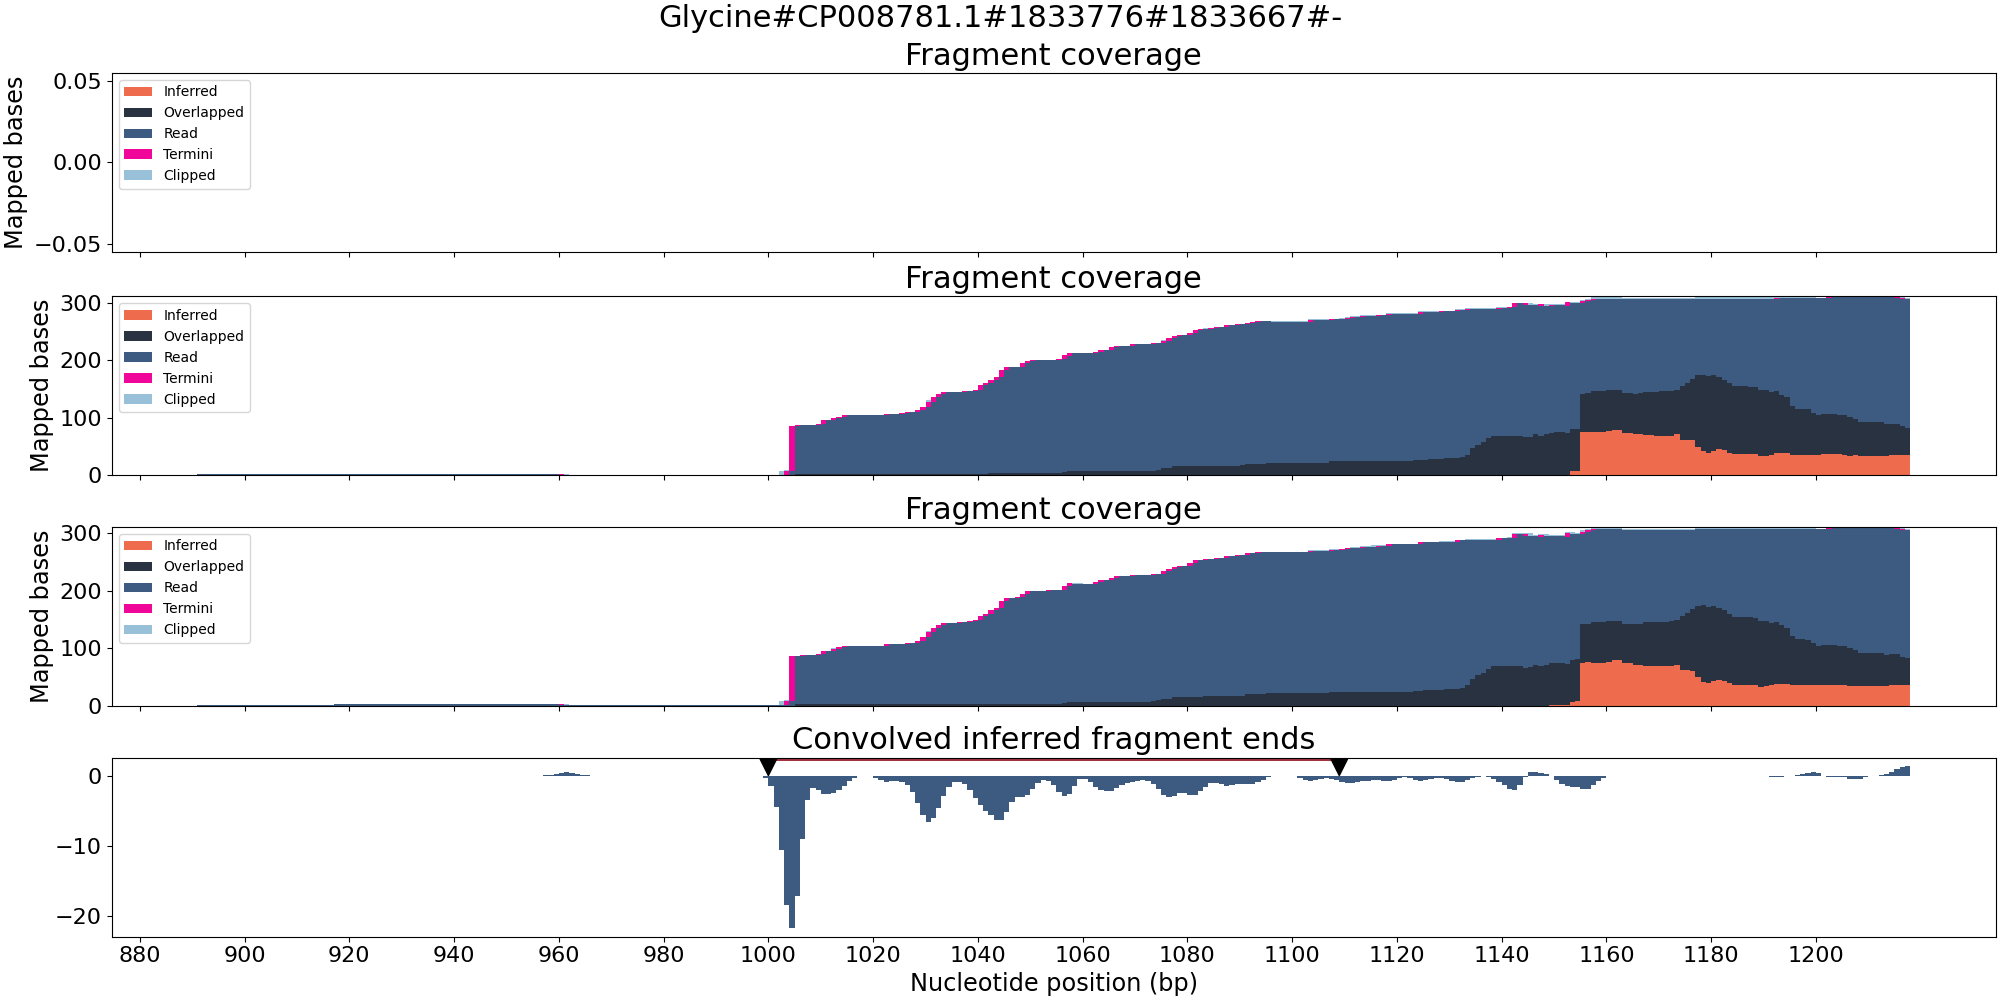 Glycine#CP008781.1#1833776#1833667#-
Fragment coverage
Mapped bases
0.05
0.00
−0.05
Inferred
Overlapped
Read
Termini
Clipped
Fragment coverage
Mapped bases
300
200
100
0
Inferred
Overlapped
Read
Termini
Clipped
Fragment coverage
Mapped bases
300
200
100
0
Inferred
Overlapped
Read
Termini
Clipped
Convolved inferred fragment ends
0
−10
−20
880 900 920 940 960 980 1000 1020 1040 1060 1080 1100 1120 1140 1160 1180 1200
Nucleotide position (bp)